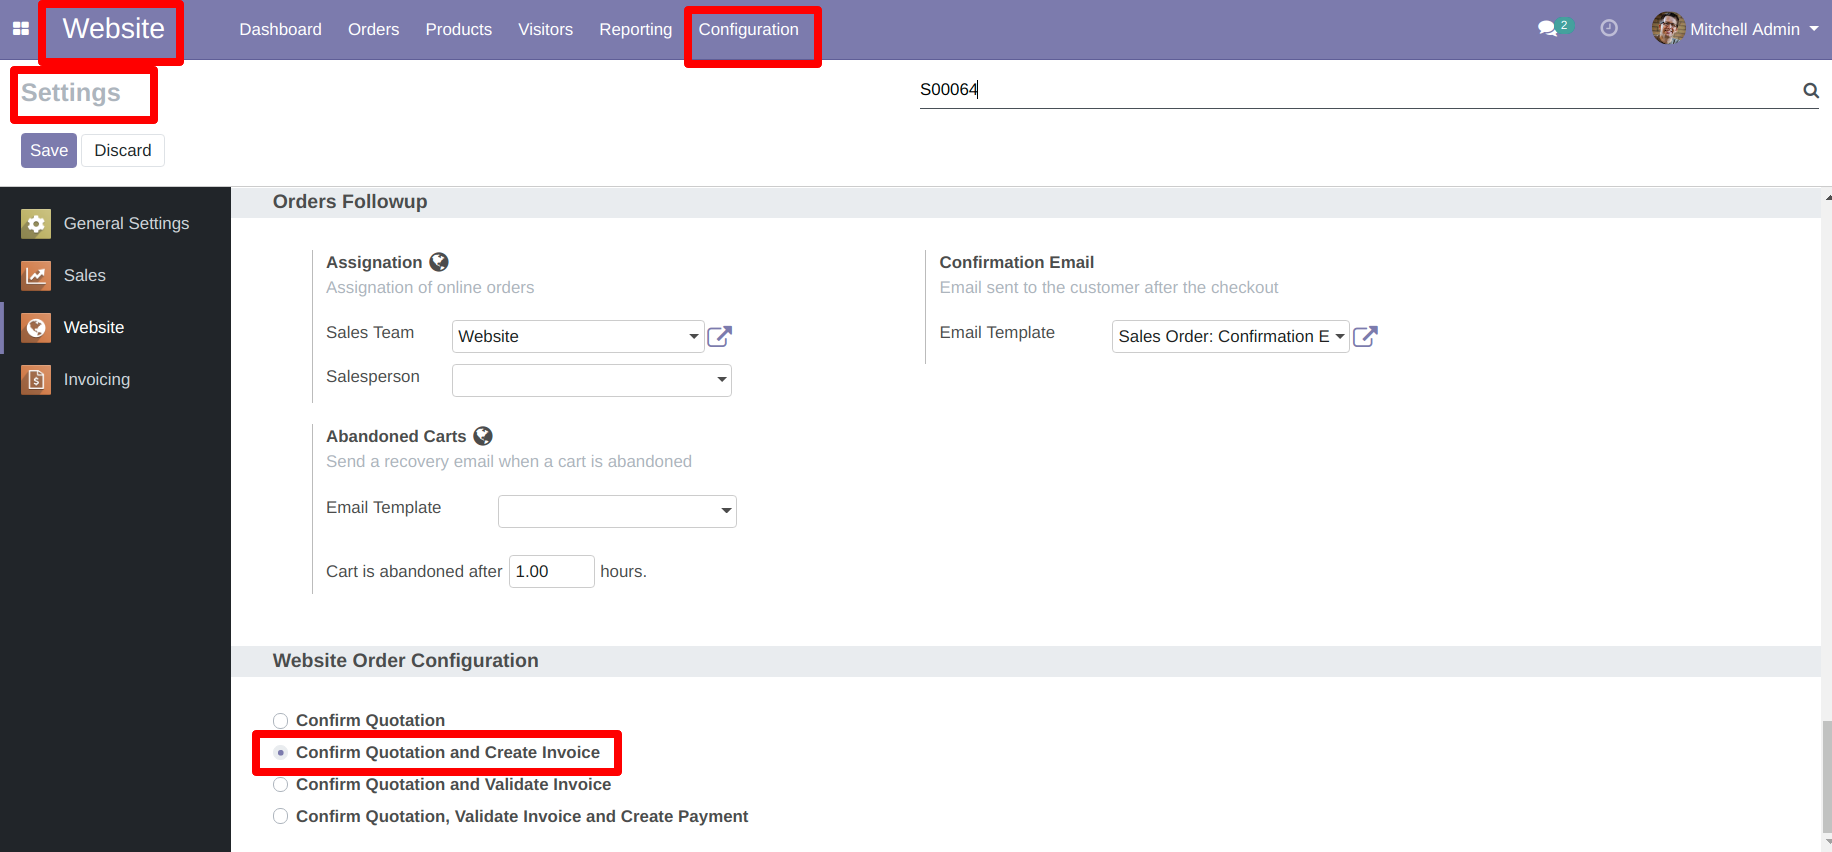 Website
Dashboard Orders Products Visitors Reporting Configuration
2
Mitchell Admin
Settings
S00064
Save Discard
General Settings
Sales
Website
Invoicing
Orders Followup
Assignation
Assignation of online orders
Sales Team Website
Salesperson
Confirmation Email
Email sent to the customer after the checkout
Email Template Sales Order: Confirmation E
Abandoned Carts
Send a recovery email when a cart is abandoned
Email Template
Cart is abandoned after 1.00 hours.
Website Order Configuration
Confirm Quotation
Confirm Quotation and Create Invoice
Confirm Quotation and Validate Invoice
Confirm Quotation, Validate Invoice and Create Payment